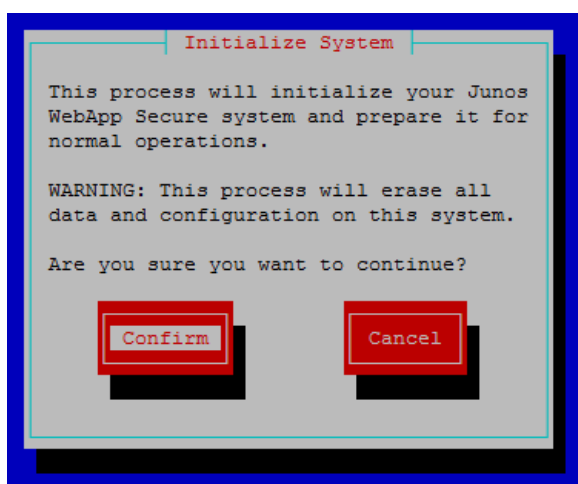 Initialize System
This process will initialize your Junos
WebApp Secure system and prepare it for
normal operations.
WARNING: This process will erase all
data and configuration on this system.
Are you sure you want to continue?
Confirm Cancel